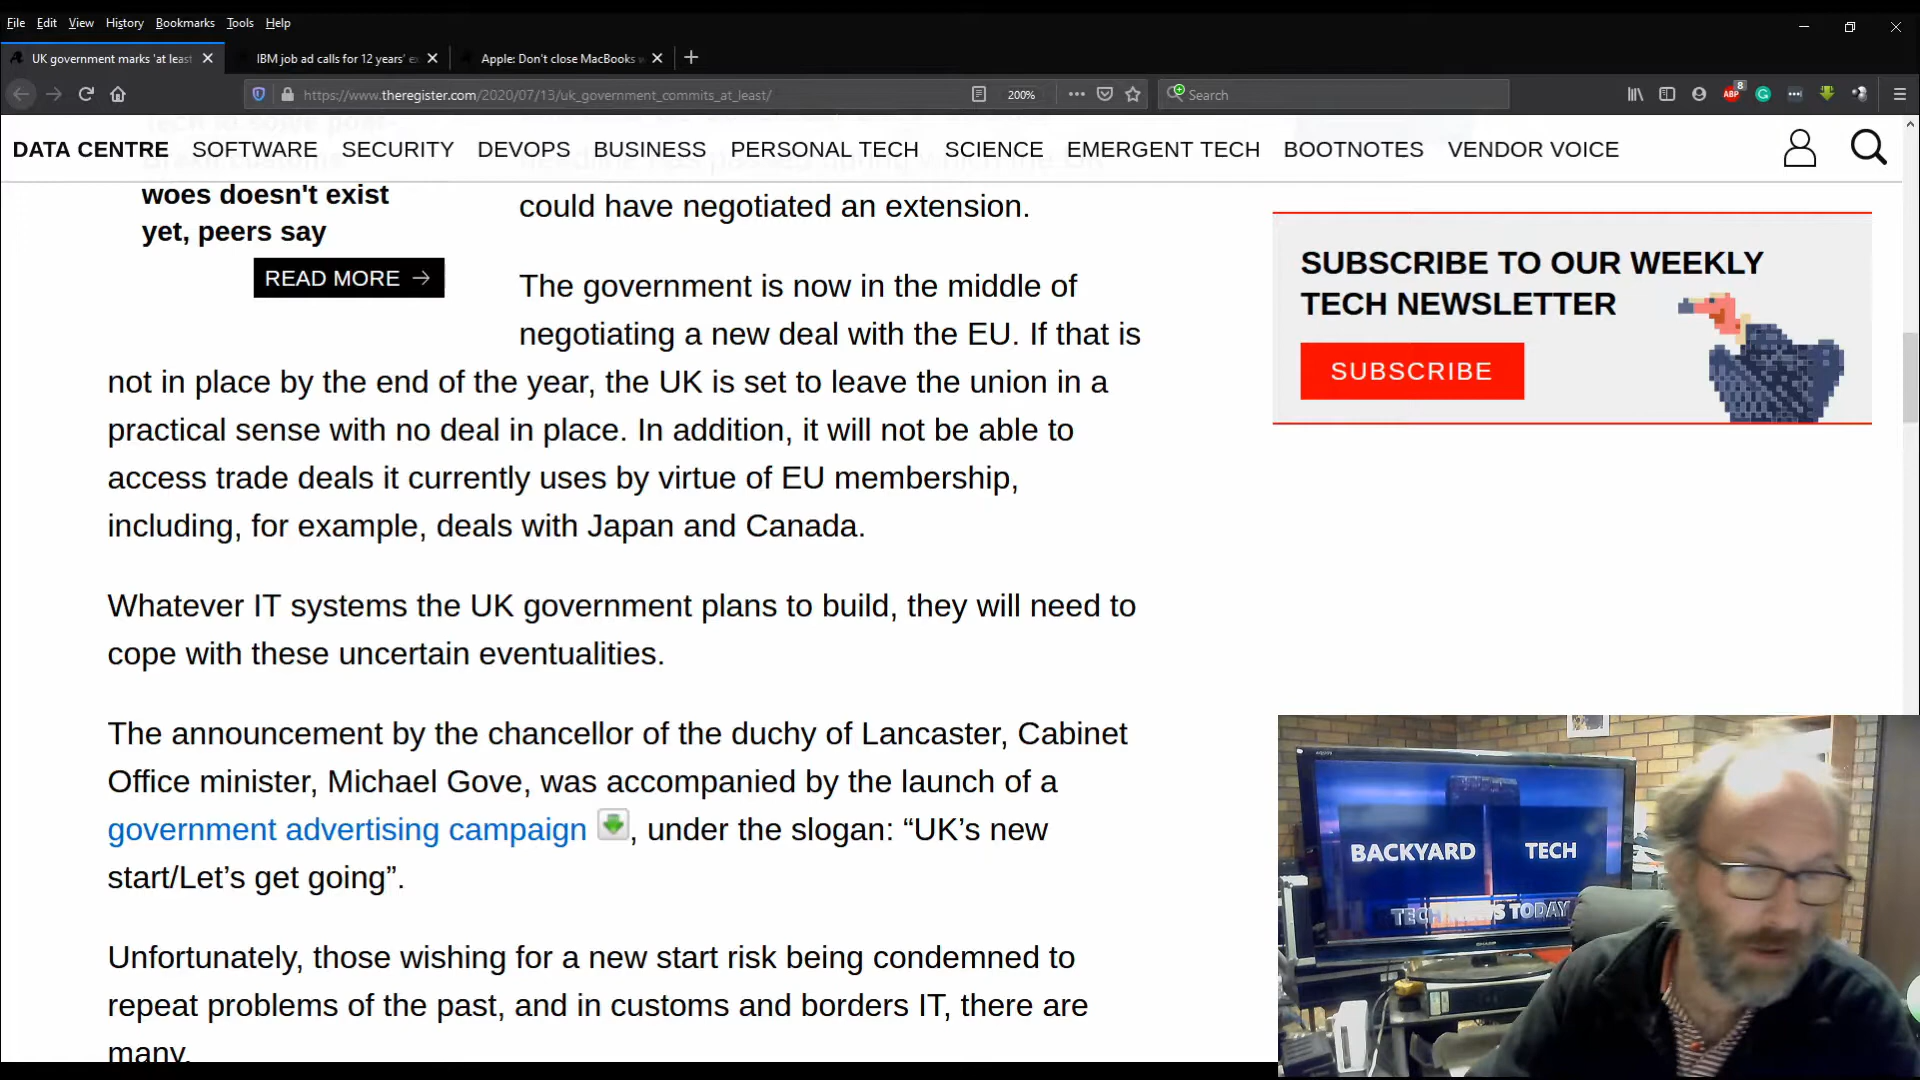 File Edit View History Bookmarks Tools Help
UK government marks 'at least
IBM job ad calls for 12 years'
Apple: Don't close MacBooks
https://www.theregister.com/2020/07/13/uk_government_commits_at_least/
200%
Search
ABP
8
DATA CENTRE SOFTWARE SECURITY DEVOPS BUSINESS PERSONAL TECH SCIENCE EMERGENT TECH BOOTNOTES VENDOR VOICE
woes doesn't exist
yet, peers say
READ MORE →
could have negotiated an extension.
The government is now in the middle of
negotiating a new deal with the EU. If that is
not in place by the end of the year, the UK is set to leave the union in a
practical sense with no deal in place. In addition, it will not be able to
access trade deals it currently uses by virtue of EU membership,
including, for example, deals with Japan and Canada.
Whatever IT systems the UK government plans to build, they will need to
cope with these uncertain eventualities.
The announcement by the chancellor of the duchy of Lancaster, Cabinet
Office minister, Michael Gove, was accompanied by the launch of a
government advertising campaign , under the slogan: “UK’s new
start/Let’s get going”.
Unfortunately, those wishing for a new start risk being condemned to
repeat problems of the past, and in customs and borders IT, there are
many.
SUBSCRIBE TO OUR WEEKLY
TECH NEWSLETTER
SUBSCRIBE
BACKYARD TECH
TODAY
SHARP